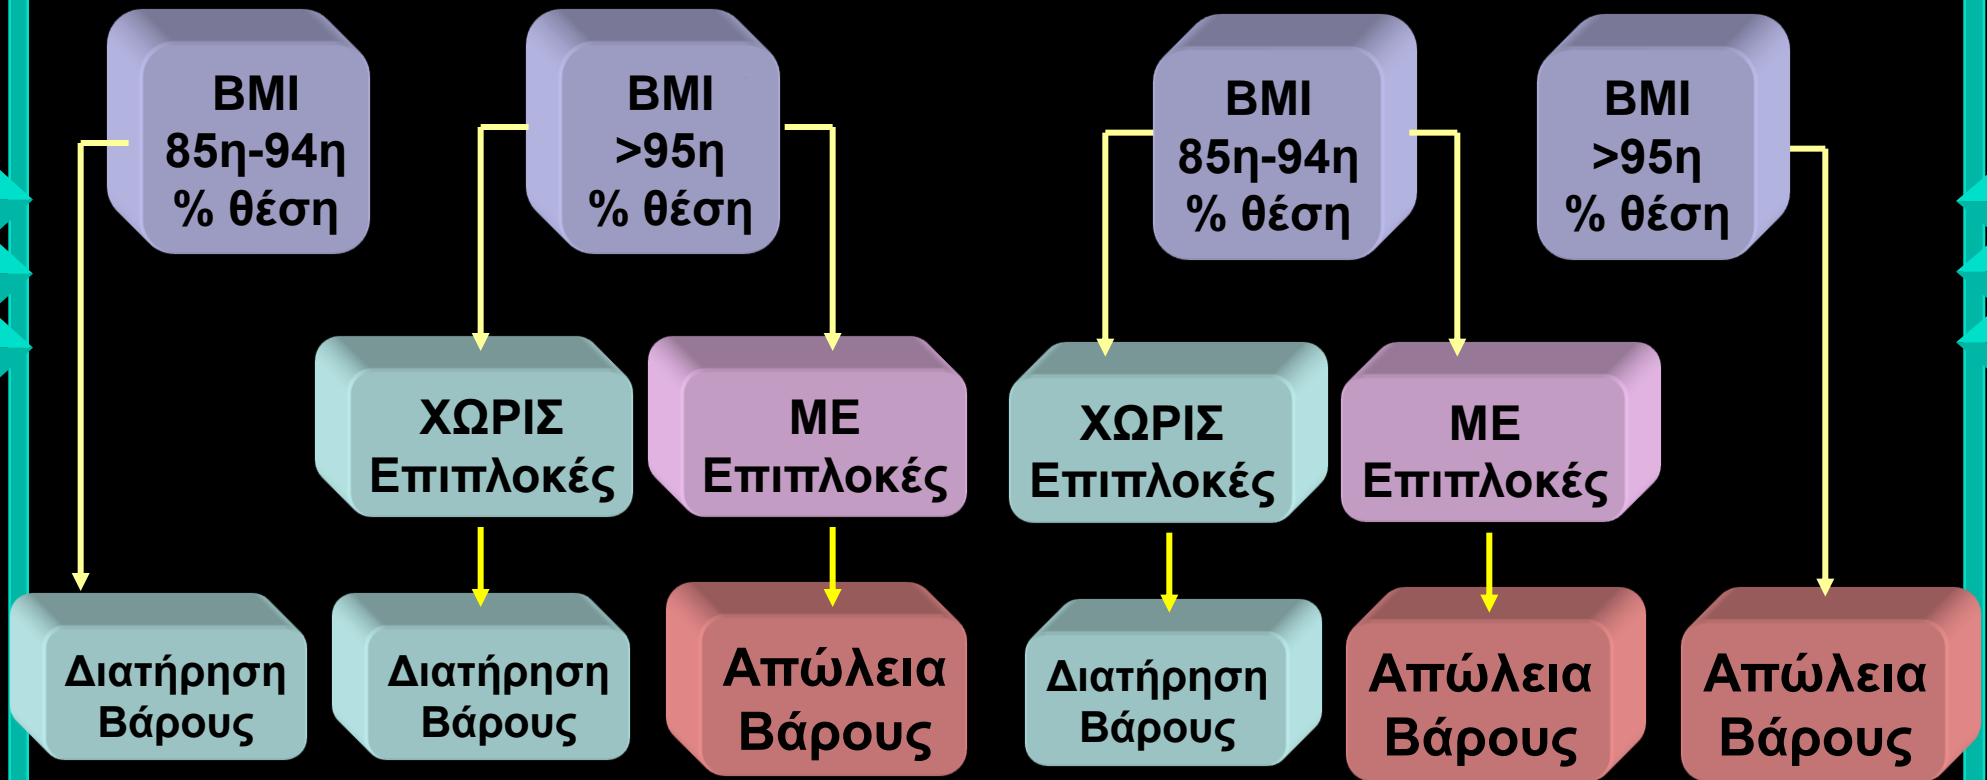 BMI
85η-94η
% θέση
BMI
>95η
% θέση
BMI
85η-94η
% θέση
BMI
>95η
% θέση
ΧΩΡΙΣ
Επιπλοκές
ΜΕ
Επιπλοκές
ΧΩΡΙΣ
Επιπλοκές
ΜΕ
Επιπλοκές
Διατήρηση
Βάρους
Διατήρηση
Βάρους
Απώλεια
Βάρους
Διατήρηση
Βάρους
Απώλεια
Βάρους
Απώλεια
Βάρους